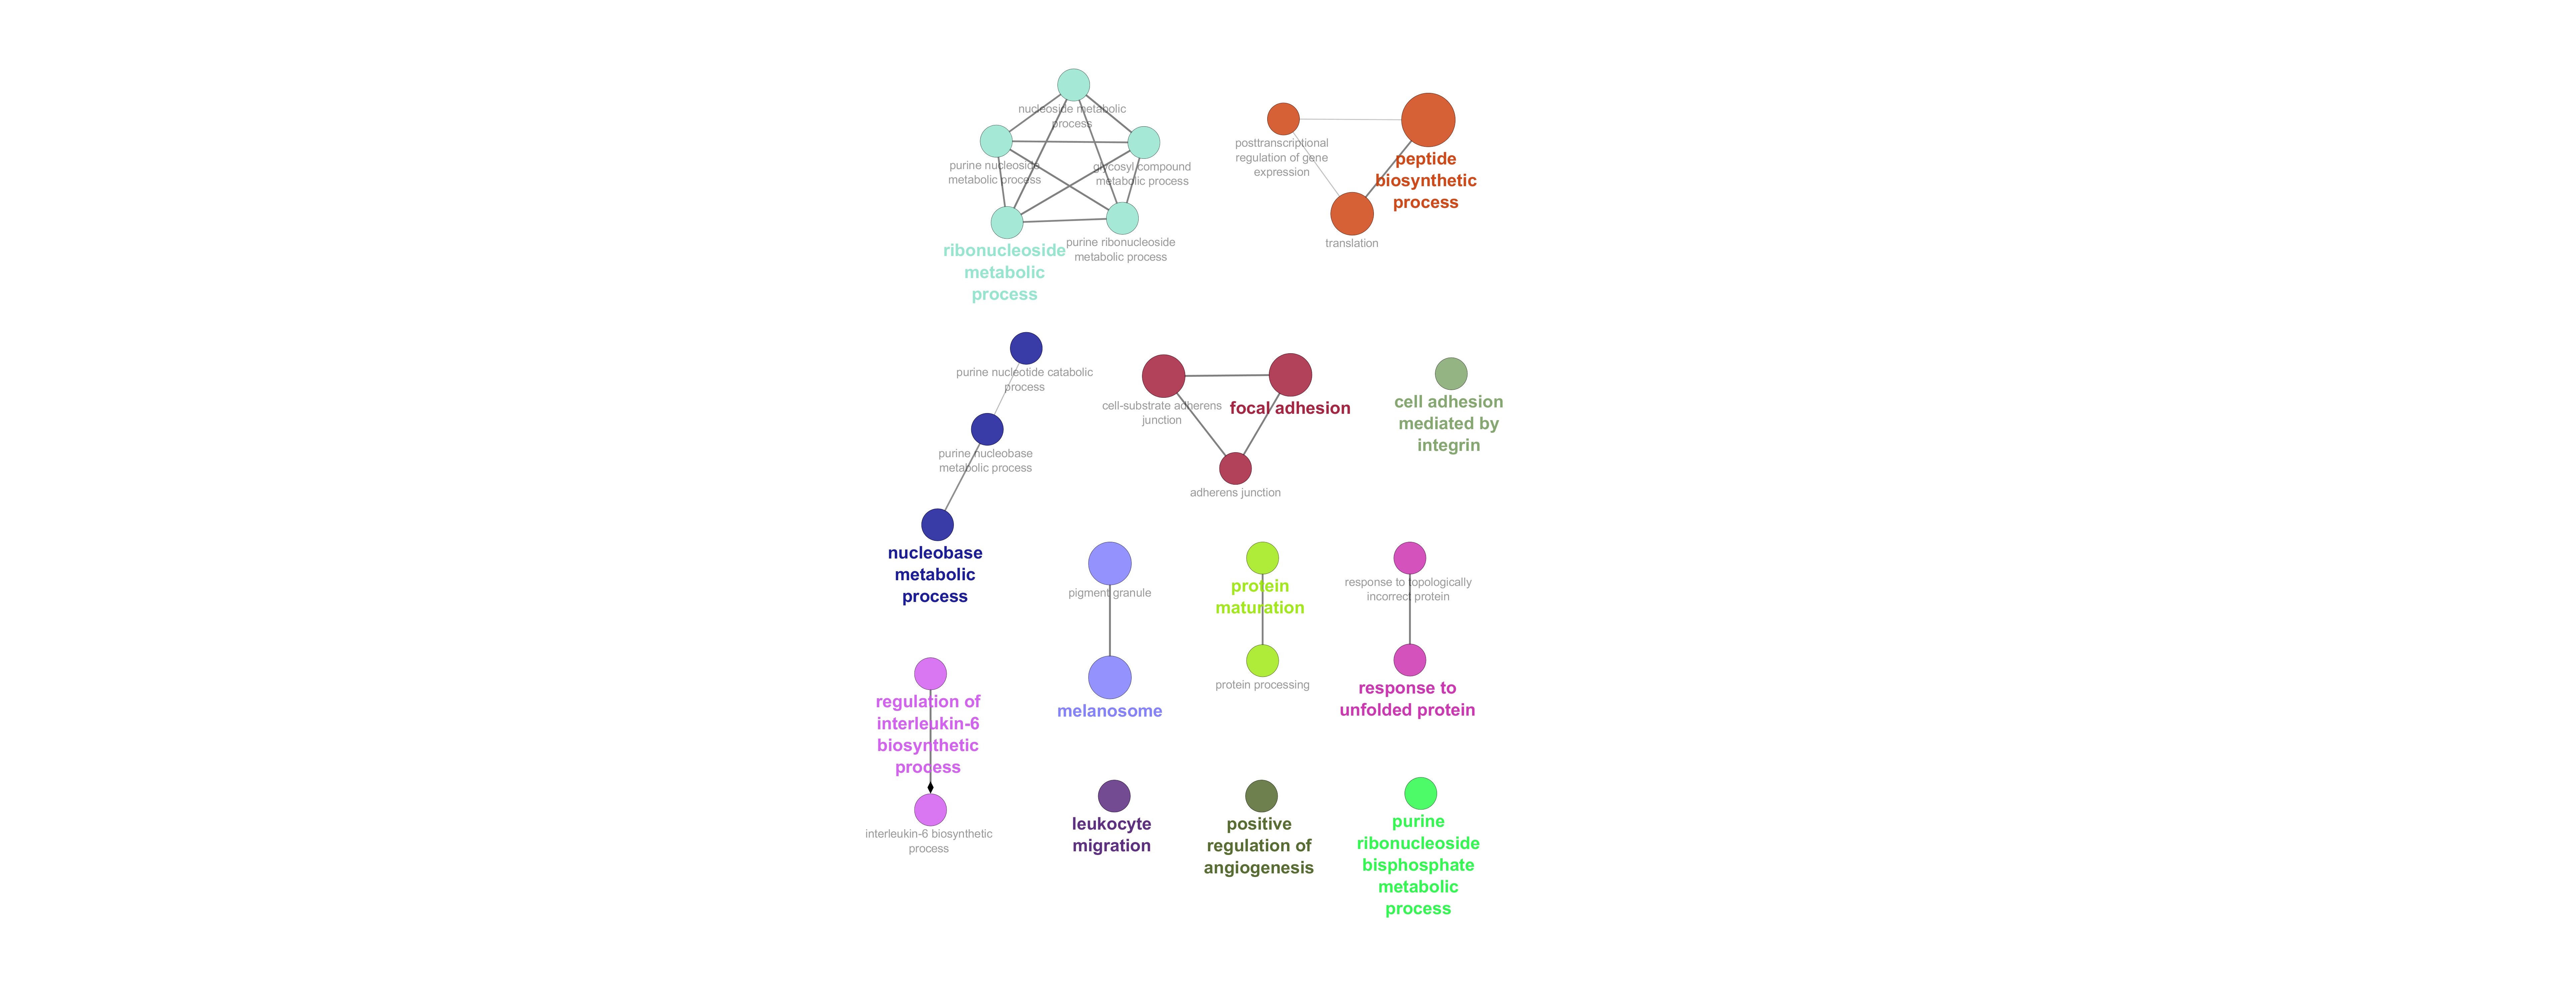 nucleoside metabolic
process
purine nucleoside
metabolic process
glycosyl compound
metabolic process
ribonucleoside
metabolic
process
purine ribonucleoside
metabolic process
posttranscriptional
regulation of gene
expression
peptide
biosynthetic
process
translation
purine nucleotide catabolic
process
purine nucleobase
metabolic process
nucleobase
metabolic
process
cell-substrate adherens
junction
focal adhesion
adherens junction
cell adhesion
mediated by
integrin
pigment granule
melanosome
protein
maturation
protein processing
response to topologically
incorrect protein
response to
unfolded protein
regulation of
interleukin-6
biosynthetic
process
interleukin-6 biosynthetic
process
leukocyte
migration
positive
regulation of
angiogenesis
purine
ribonucleoside
bisphosphate
metabolic
process